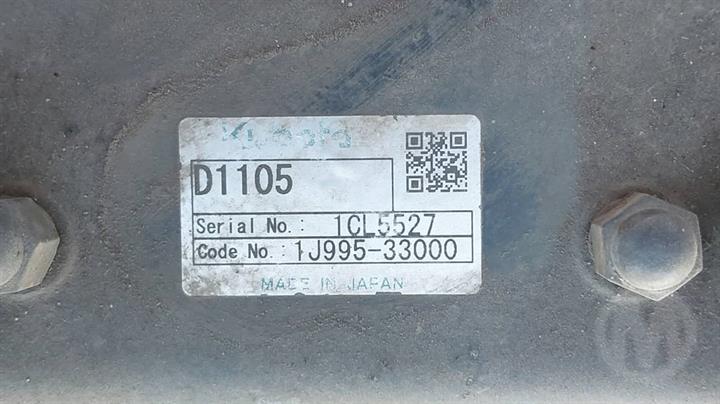 Kubota
D1105
Serial No.: 1CL5527
Code No.: 1J995-33000
MADE IN JAPAN
M